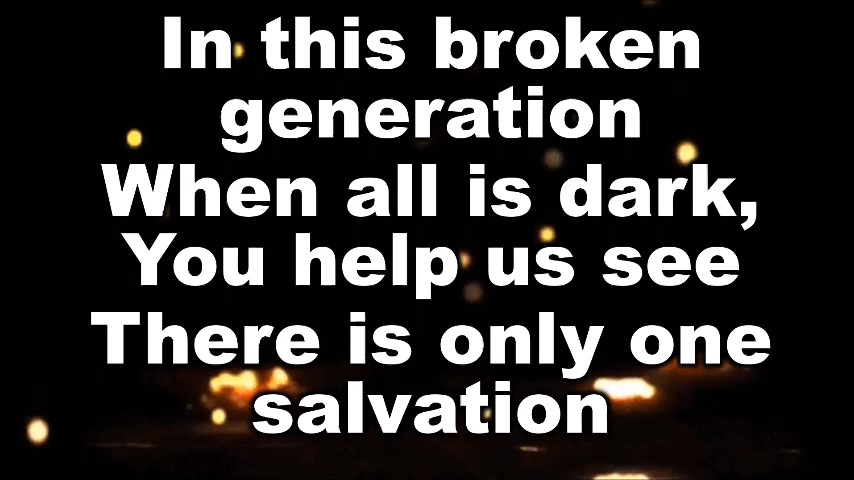 In this broken
generation
When all is dark,
You help us see
There is only one
salvation